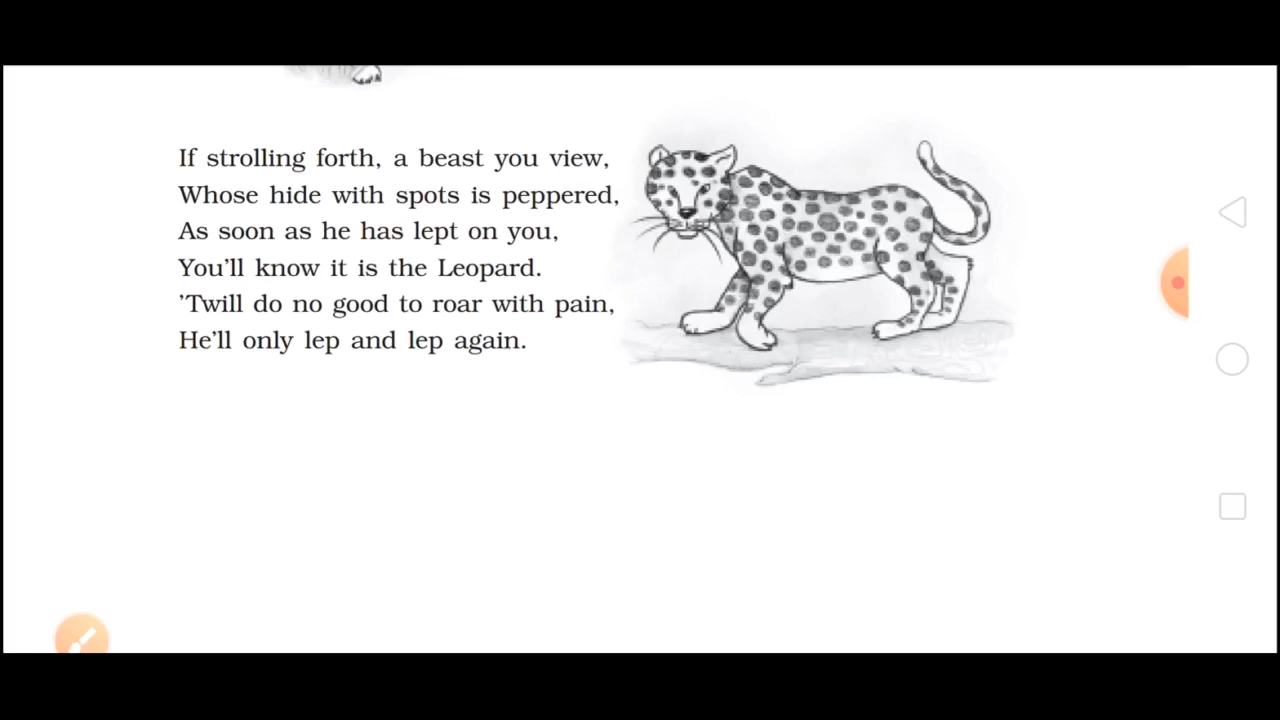 If strolling forth, a beast you view,
Whose hide with spots is peppered,
As soon as he has lept on you,
You'll know it is the Leopard.
’Twill do no good to roar with pain,
He'll only lep and lep again.